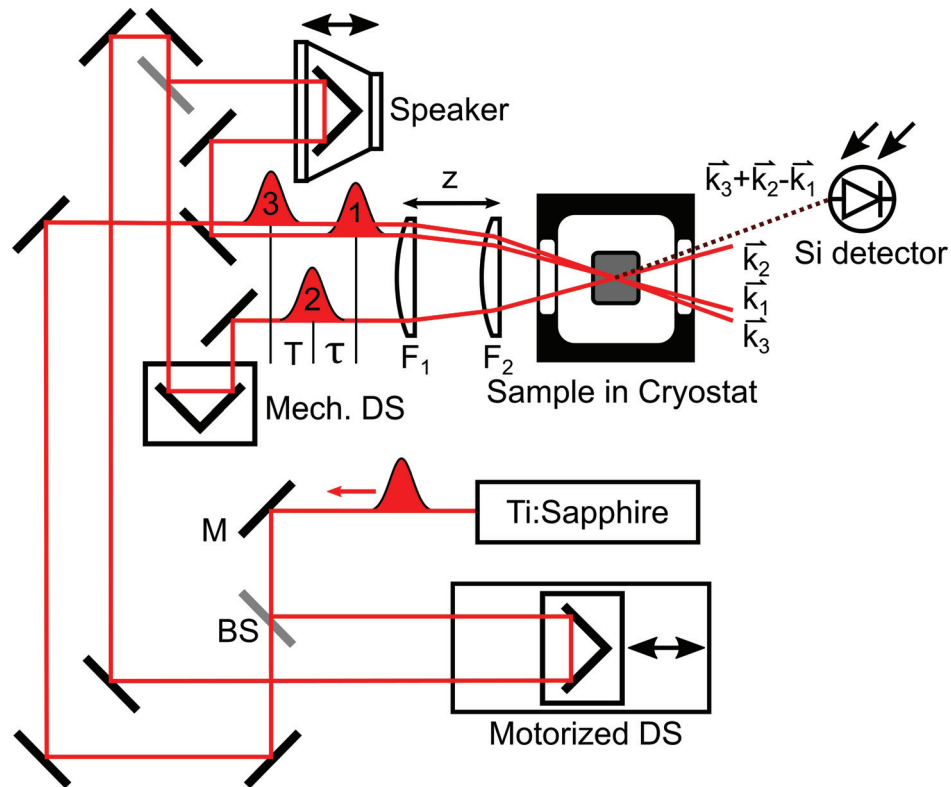 Speaker
z
k⃗₃+k⃗₂-k⃗₁
Si detector
3
1
2
k⃗₂
k⃗₁
k⃗₃
T
τ
F₁
F₂
Sample in Cryostat
Mech. DS
M
Ti:Sapphire
BS
Motorized DS